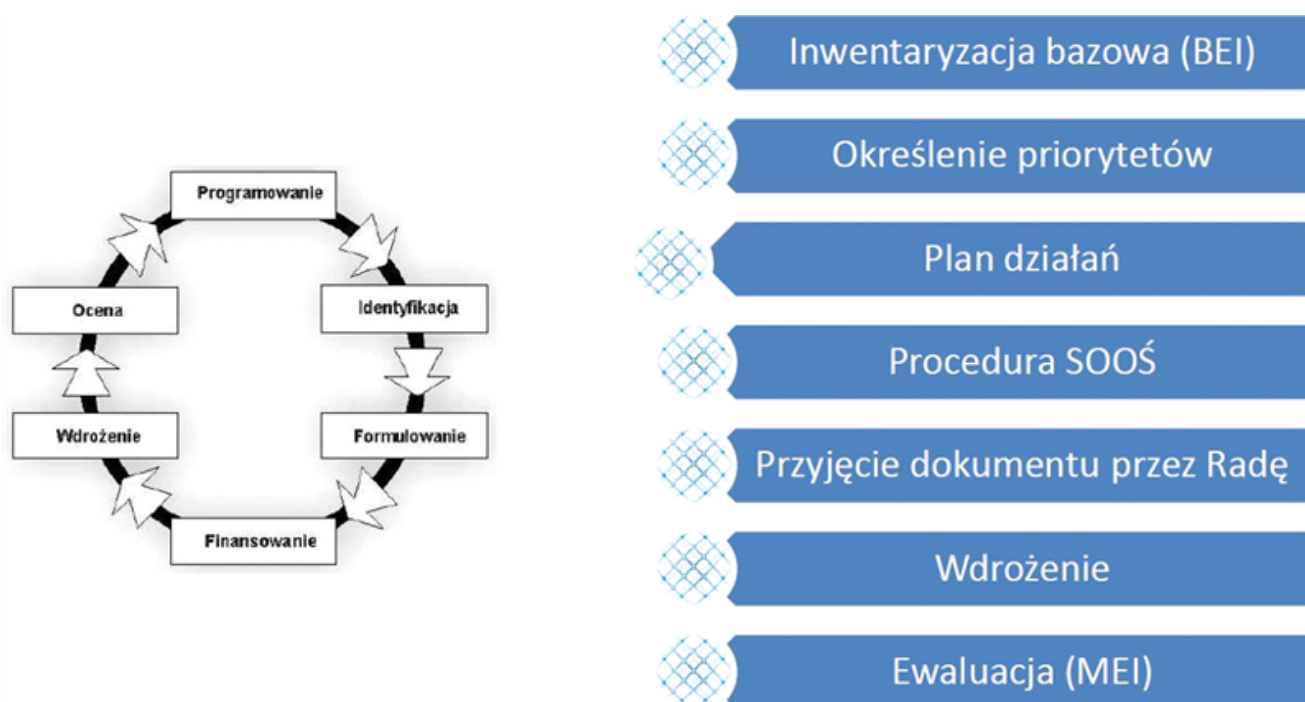 Programowanie
Identyfikacja
Formulowanie
Finansowanie
Wdrożenie
Ocena
Inwentaryzacja bazowa (BEI)
Określenie priorytetów
Plan działań
Procedura SOOŚ
Przyjęcie dokumentu przez Radę
Wdrożenie
Ewaluacja (MEI)